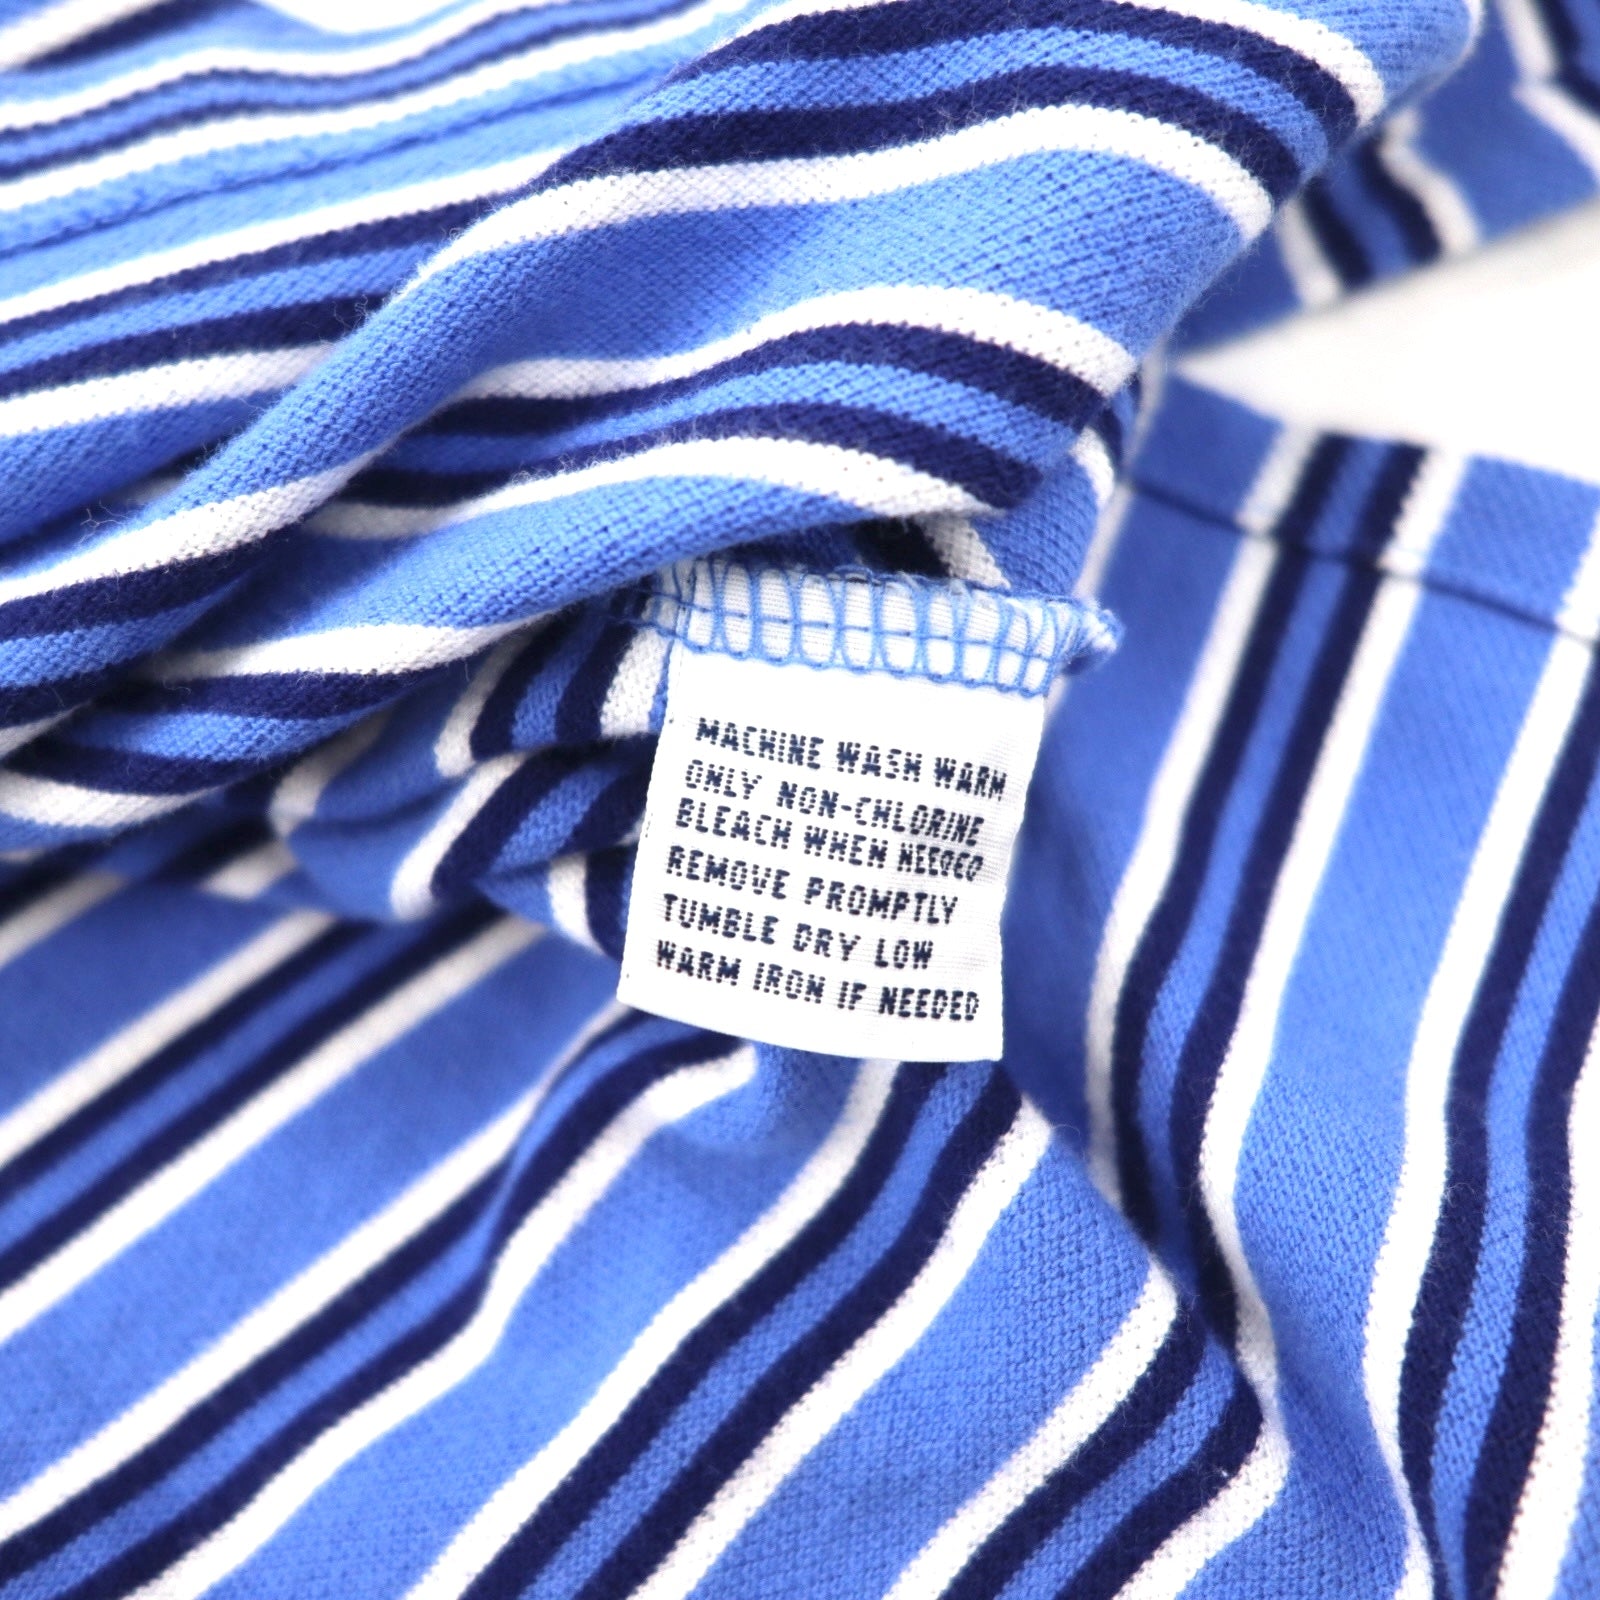 MACHINE WASH WARM
ONLY NON-CHLORINE
BLEACH WHEN NEEDED
REMOVE PROMPTLY
TUMBLE DRY LOW
WARM IRON IF NEEDED